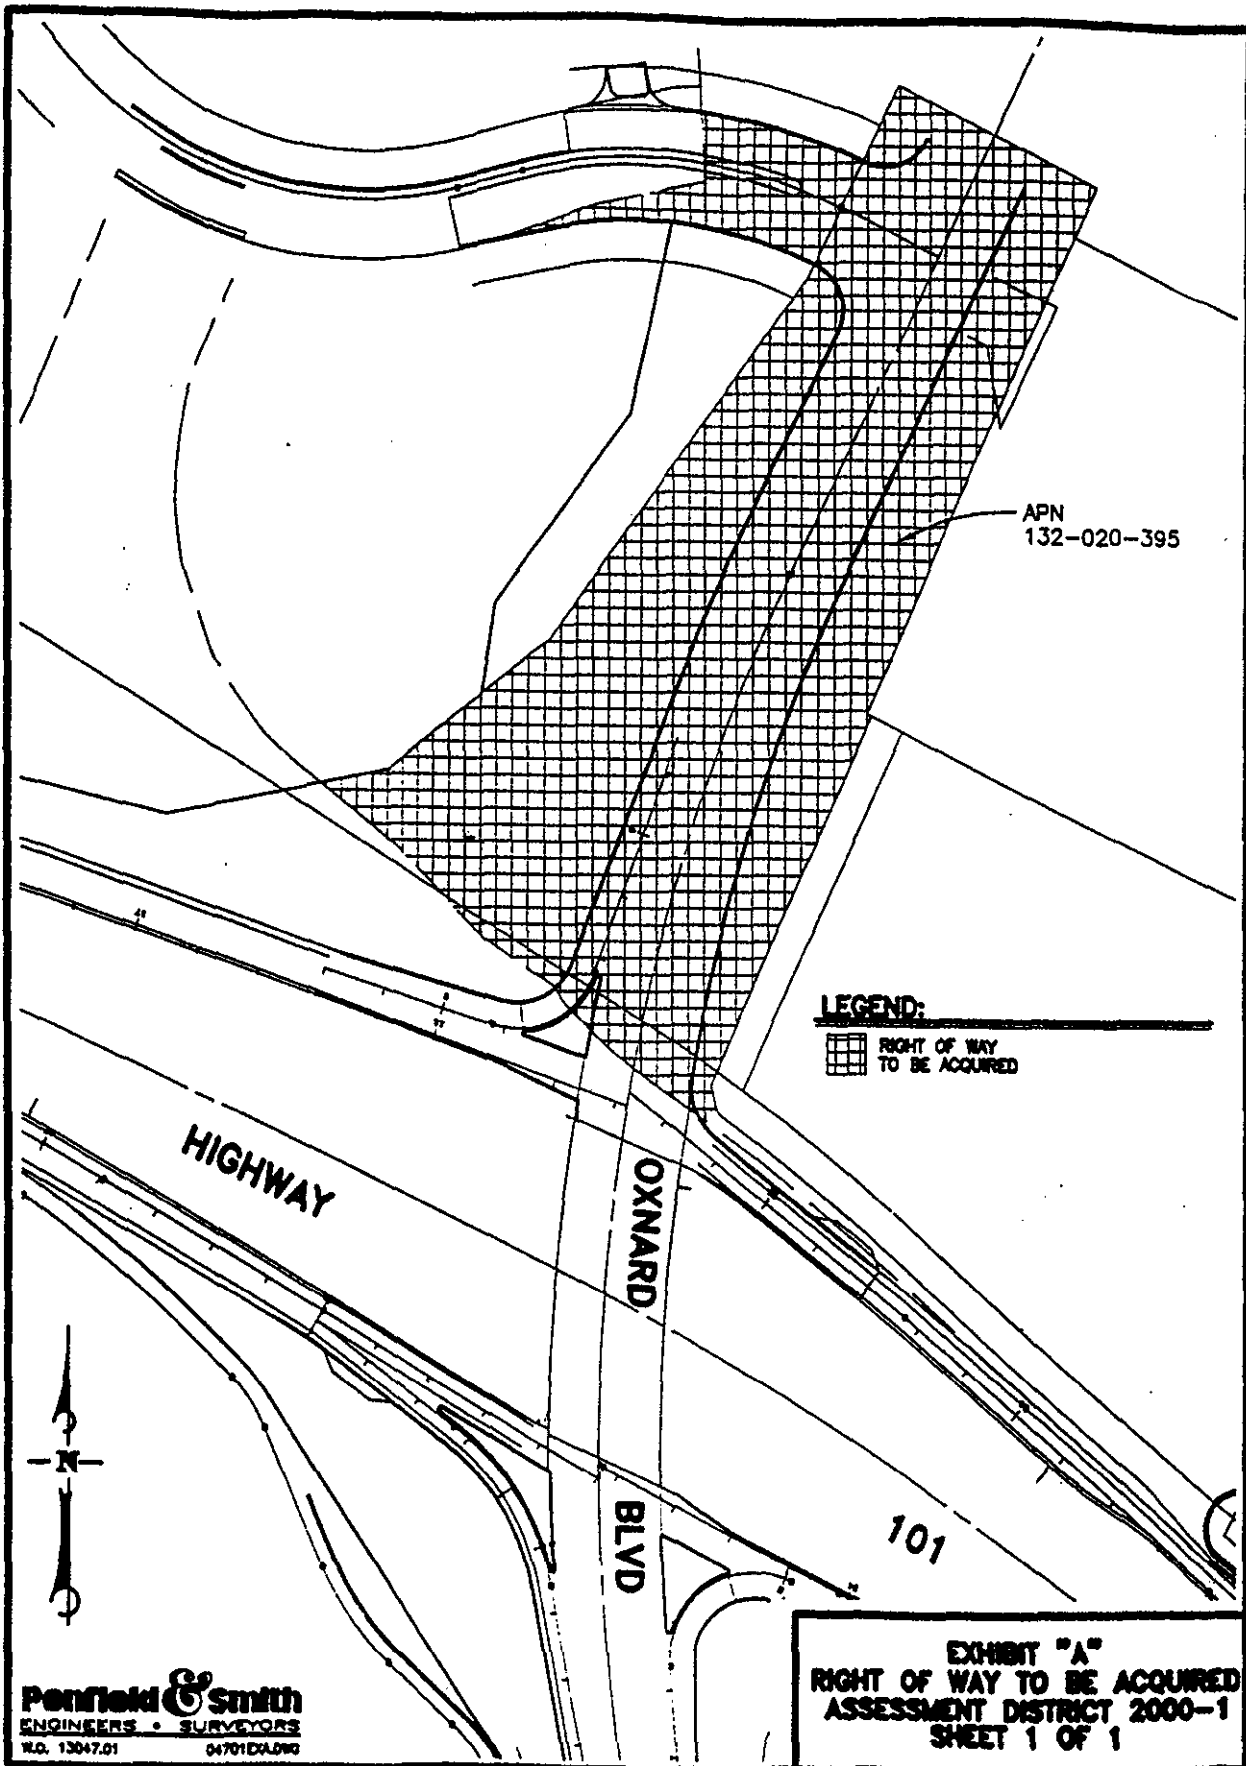 APN
132-020-395
LEGEND:
RIGHT OF WAY
TO BE ACQUIRED
HIGHWAY
OXNARD
BLVD
101
N
Penfield & Smith
ENGINEERS • SURVEYORS
W.O. 13047.01
EXHIBIT "A"
RIGHT OF WAY TO BE ACQUIRED
ASSESSMENT DISTRICT 2000-1
SHEET 1 OF 1